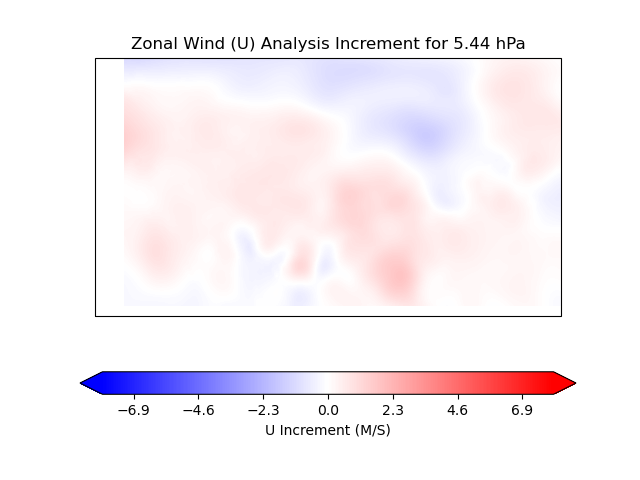 Zonal Wind (U) Analysis Increment for 5.44 hPa
−6.9 −4.6 −2.3 0.0 2.3 4.6 6.9
U Increment (M/S)